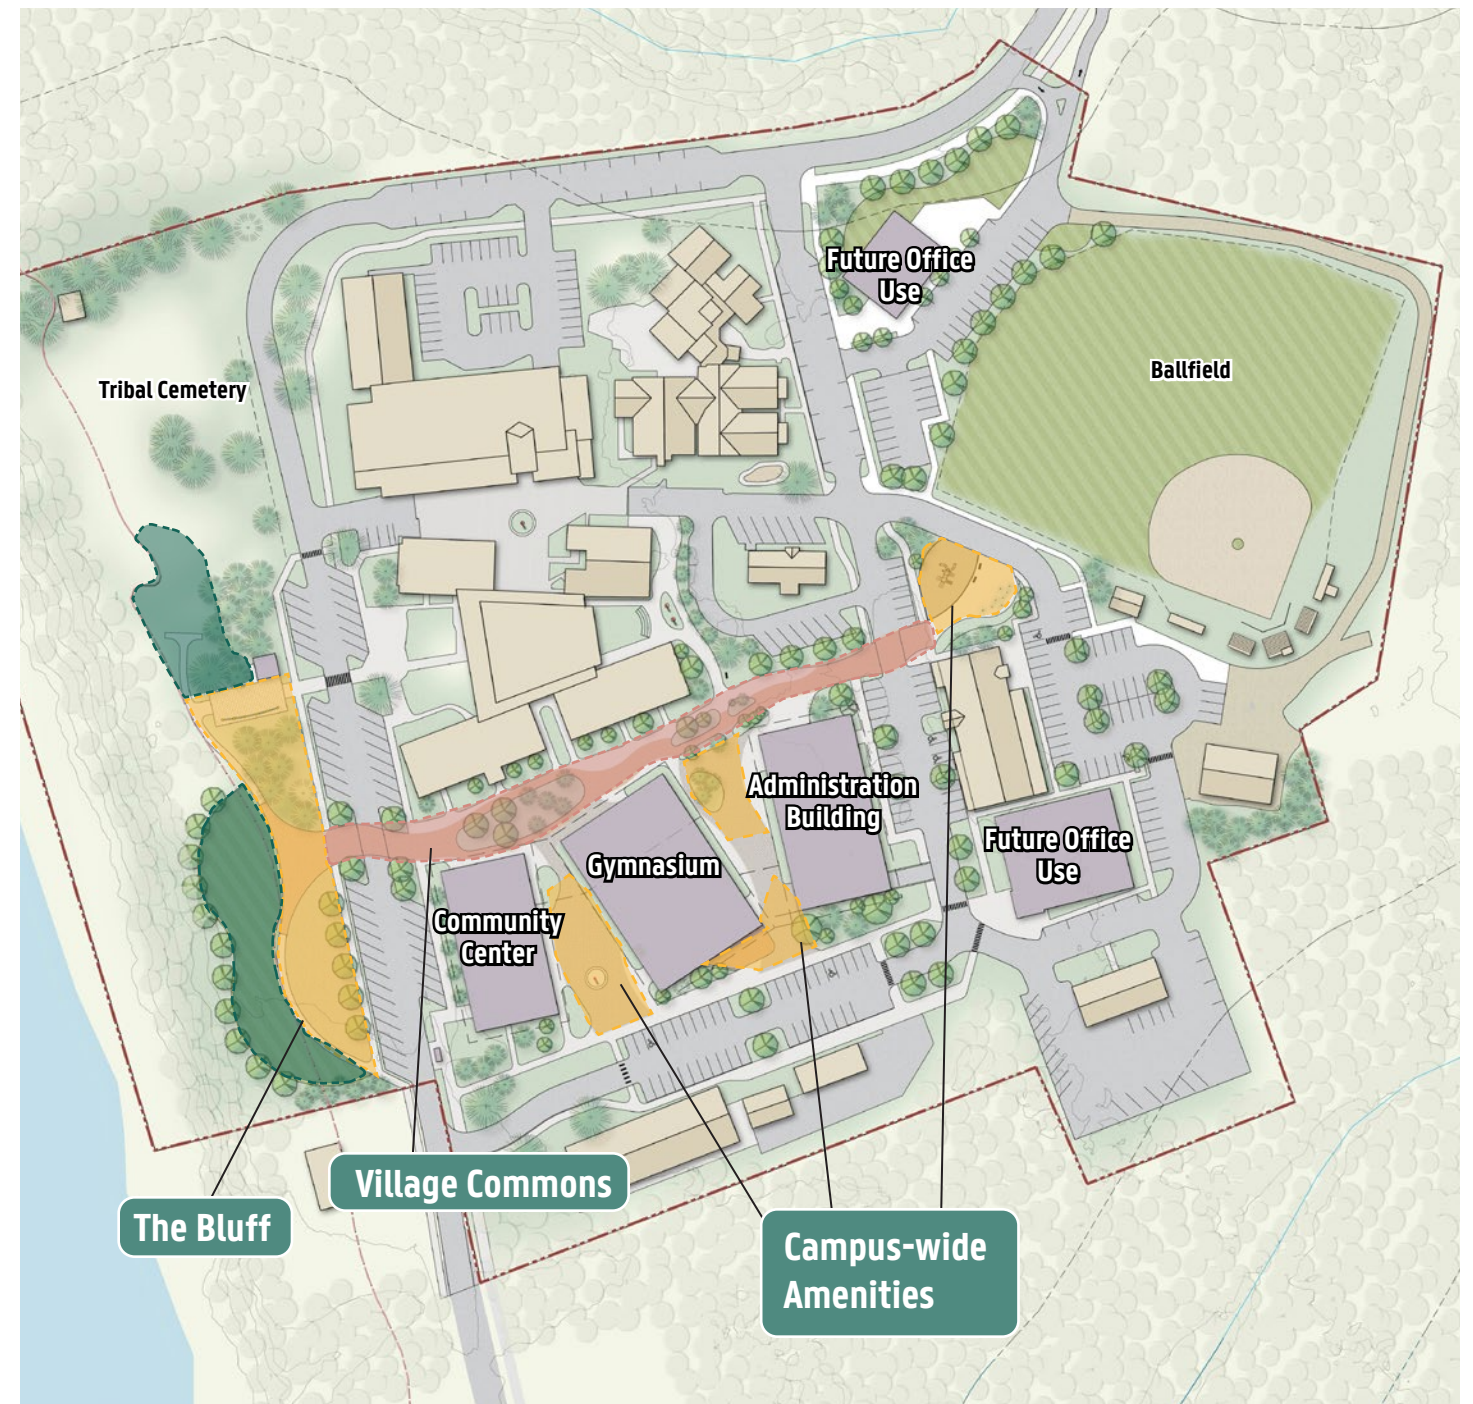 Future Office
Use
Ballfield
Tribal Cemetery
Administration
Building
Gymnasium
Future Office
Use
Community
Center
Village Commons
The Bluff
Campus-wide
Amenities